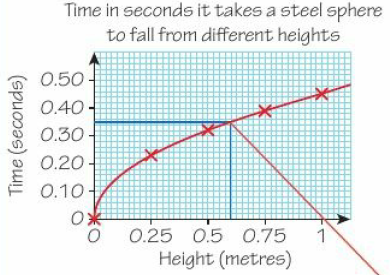 Time in seconds it takes a steel sphere
to fall from different heights
Time (seconds)
0.50
0.40
0.30
0.20
0.10
0
0 0.25 0.5 0.75 1
Height (metres)